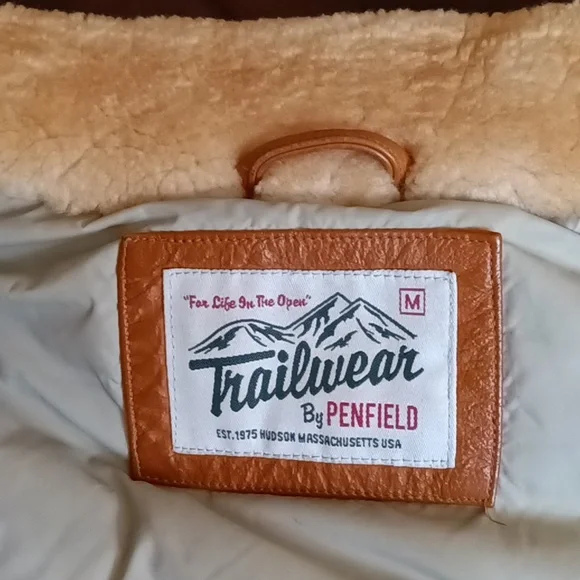 "For Life In The Open"
M
Trailwear
By PENFIELD
EST. 1975 HUDSON MASSACHUSETTS USA